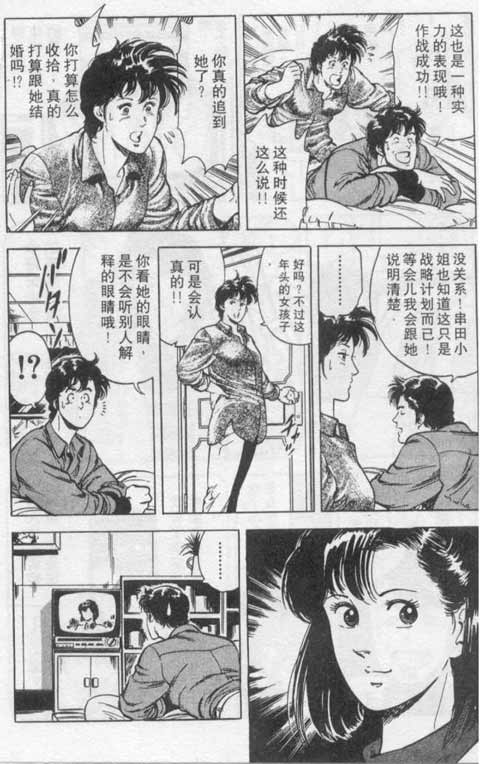 这也是一种实
力的表现哦！
作战成功！！
这种时候还
这么说!!
你真的追到
她了？
你打算怎么
收拾，真的
打算跟她结
婚吗!?
没关系！串田小
姐也知道这只是
战略计划而已！
等会儿我会跟她
说明清楚。
………
好吗？不过这
年头的女孩子
可是会认
真的!!
你看她的眼睛，
是不会听别人解
释的眼睛哦！
バタン
!?
………